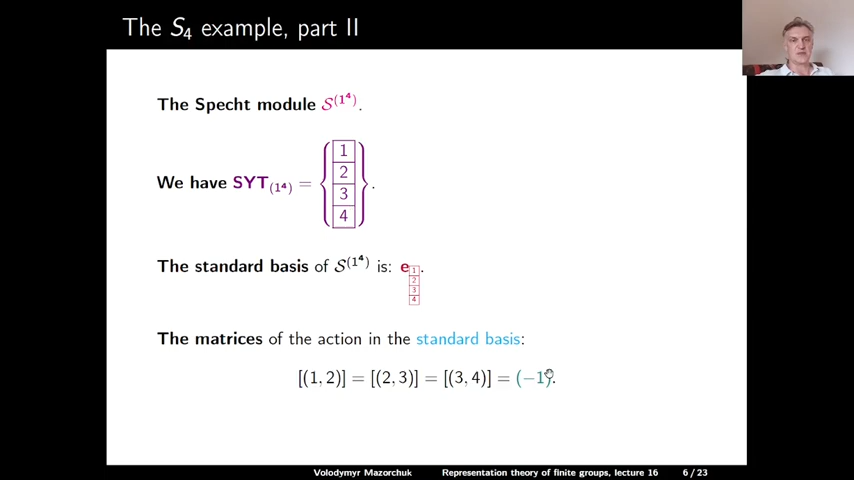 The S₄ example, part II
The Specht module 𝒮^(1⁴).
We have SYT_(1⁴) = { 1 2 3 4 }.
The standard basis of 𝒮^(1⁴) is: e_1 2 3 4.
The matrices of the action in the standard basis:
[(1, 2)] = [(2, 3)] = [(3, 4)] = (−1).
Volodymyr Mazorchuk Representation theory of finite groups, lecture 16 6 / 23